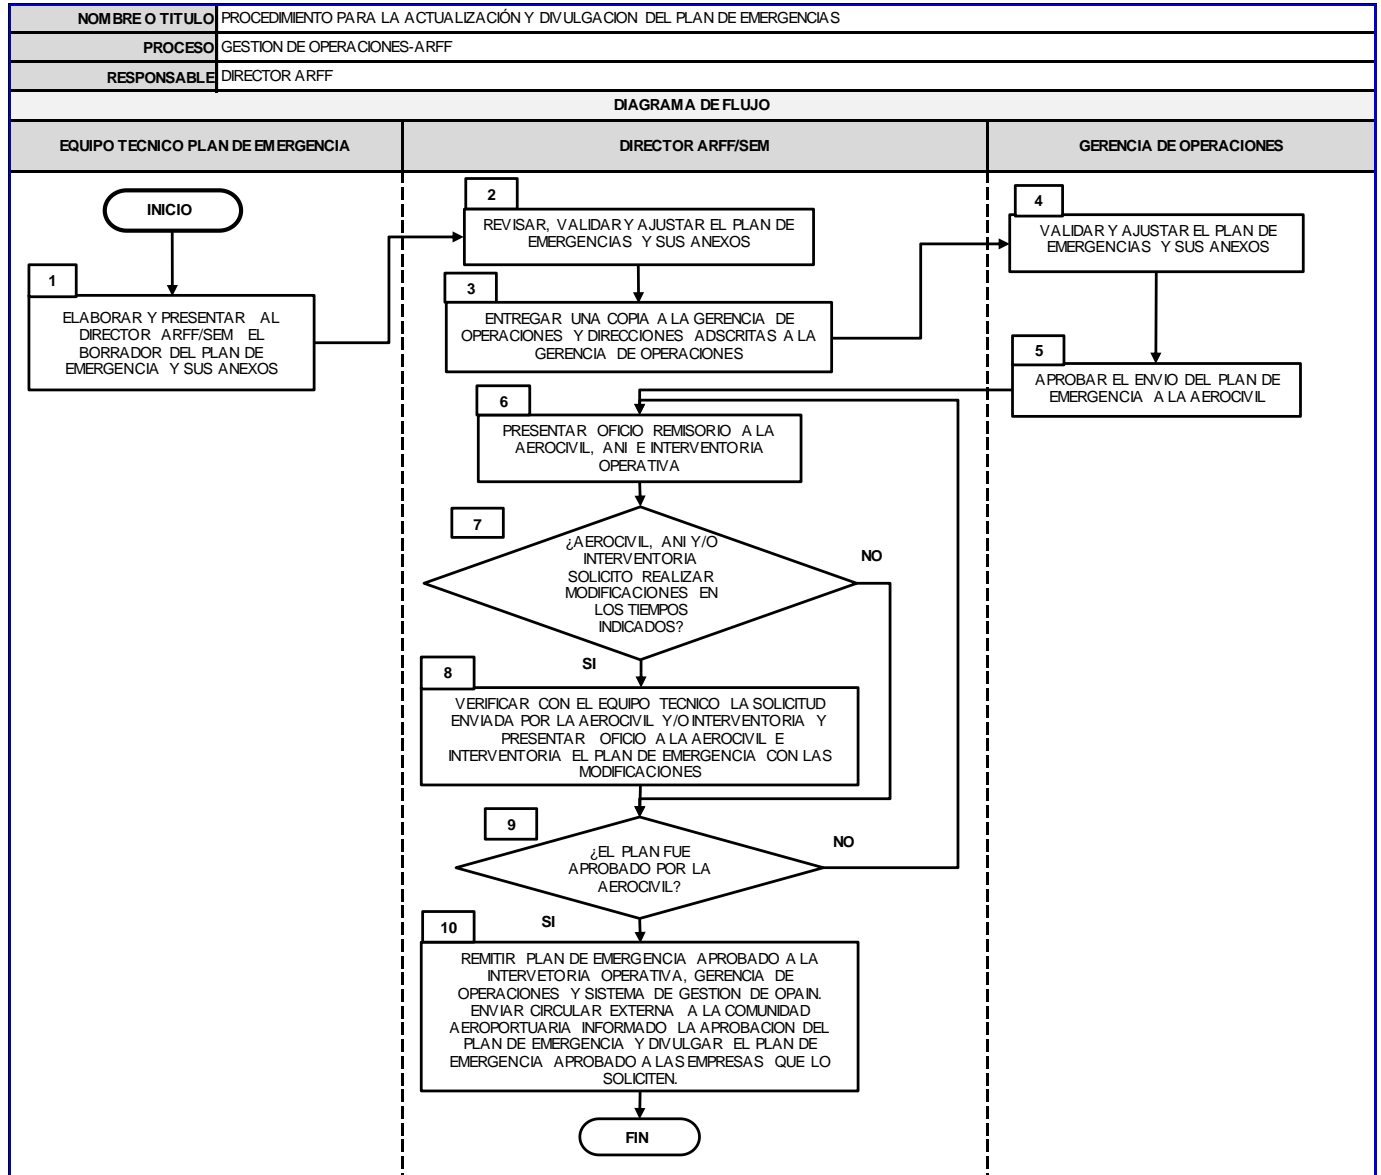 NOMBRE O TITULO PROCEDIMIENTO PARA LA ACTUALIZACIÓN Y DIVULGACION DEL PLAN DE EMERGENCIAS
PROCESO GESTION DE OPERACIONES-ARFF
RESPONSABLE DIRECTOR ARFF
DIAGRAMA DE FLUJO
EQUIPO TECNICO PLAN DE EMERGENCIA
DIRECTOR ARFF/SEM
GERENCIA DE OPERACIONES
INICIO
1
ELABORAR Y PRESENTAR AL
DIRECTOR ARFF/SEM EL
BORRADOR DEL PLAN DE
EMERGENCIA Y SUS ANEXOS
2
REVISAR, VALIDAR Y AJUSTAR EL PLAN DE
EMERGENCIAS Y SUS ANEXOS
3
ENTREGAR UNA COPIA A LA GERENCIA DE
OPERACIONES Y DIRECCIONES ADSCRITAS A LA
GERENCIA DE OPERACIONES
4
VALIDAR Y AJUSTAR EL PLAN DE
EMERGENCIAS Y SUS ANEXOS
5
APROBAR EL ENVIO DEL PLAN DE
EMERGENCIA A LA AEROCIVIL
6
PRESENTAR OFICIO REMISORIO A LA
AEROCIVIL, ANI E INTERVENTORIA
OPERATIVA
7
¿AEROCIVIL, ANI Y/O
INTERVENTORIA
SOLICITO REALIZAR
MODIFICACIONES EN
LOS TIEMPOS
INDICADOS?
NO
SI
8
VERIFICAR CON EL EQUIPO TECNICO LA SOLICITUD
ENVIADA POR LA AEROCIVIL Y/O INTERVENTORIA Y
PRESENTAR OFICIO A LA AEROCIVIL E
INTERVENTORIA EL PLAN DE EMERGENCIA CON LAS
MODIFICACIONES
9
¿EL PLAN FUE
APROBADO POR LA
AEROCIVIL?
NO
SI
10
REMITIR PLAN DE EMERGENCIA APROBADO A LA
INTERVETORIA OPERATIVA, GERENCIA DE
OPERACIONES Y SISTEMA DE GESTION DE OPAIN.
ENVIAR CIRCULAR EXTERNA A LA COMUNIDAD
AEROPORTUARIA INFORMADO LA APROBACION DEL
PLAN DE EMERGENCIA Y DIVULGAR EL PLAN DE
EMERGENCIA APROBADO A LAS EMPRESAS QUE LO
SOLICITEN.
FIN